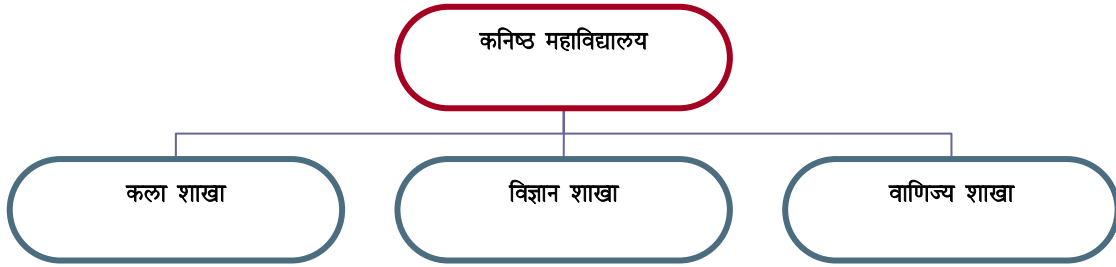 कनिष्ठ महाविद्यालय
कला शाखा
विज्ञान शाखा
वाणिज्य शाखा